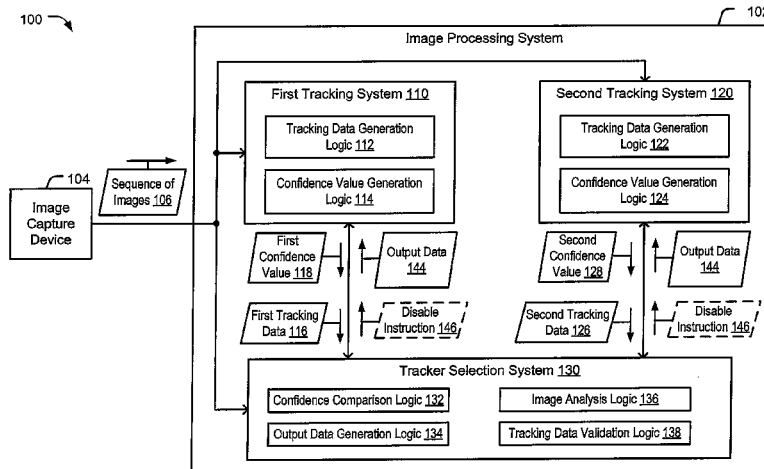 100
102
Image Processing System
First Tracking System 110
Tracking Data Generation
Logic 112
Confidence Value Generation
Logic 114
Second Tracking System 120
Tracking Data Generation
Logic 122
Confidence Value Generation
Logic 124
104
Image
Capture
Device
Sequence of
Images 106
First
Confidence
Value 118
Output Data
144
Second
Confidence
Value 128
Output Data
144
First Tracking
Data 116
Disable
Instruction 146
Second Tracking
Data 126
Disable
Instruction 146
Tracker Selection System 130
Confidence Comparison Logic 132
Image Analysis Logic 136
Output Data Generation Logic 134
Tracking Data Validation Logic 138